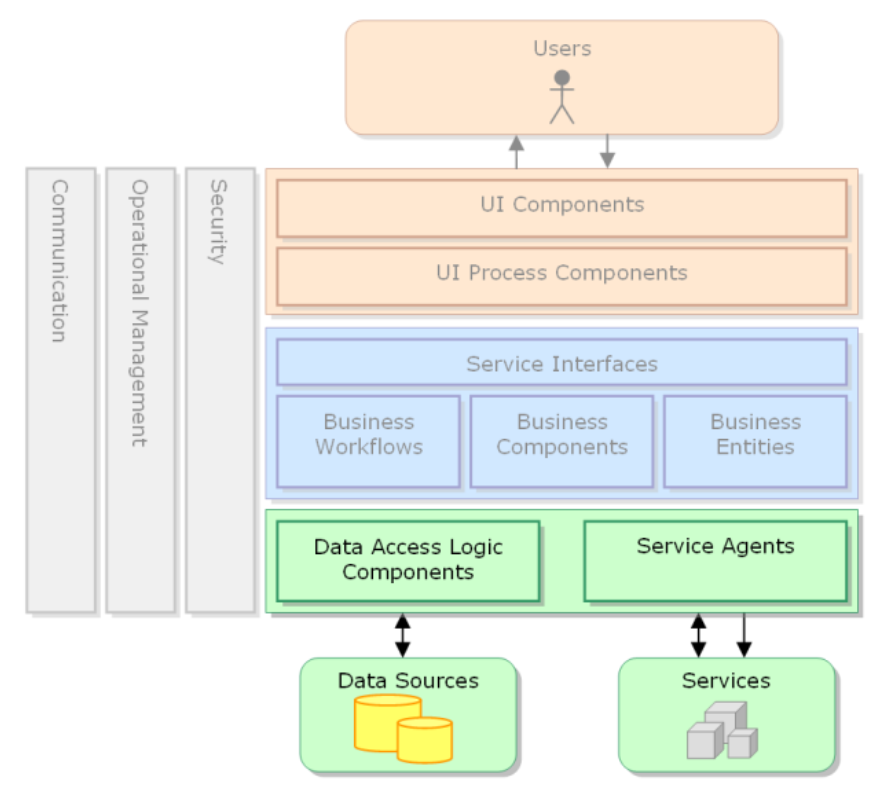 Users
Communication
Operational Management
Security
UI Components
UI Process Components
Service Interfaces
Business
Workflows
Business
Components
Business
Entities
Data Access Logic
Components
Service Agents
Data Sources
Services